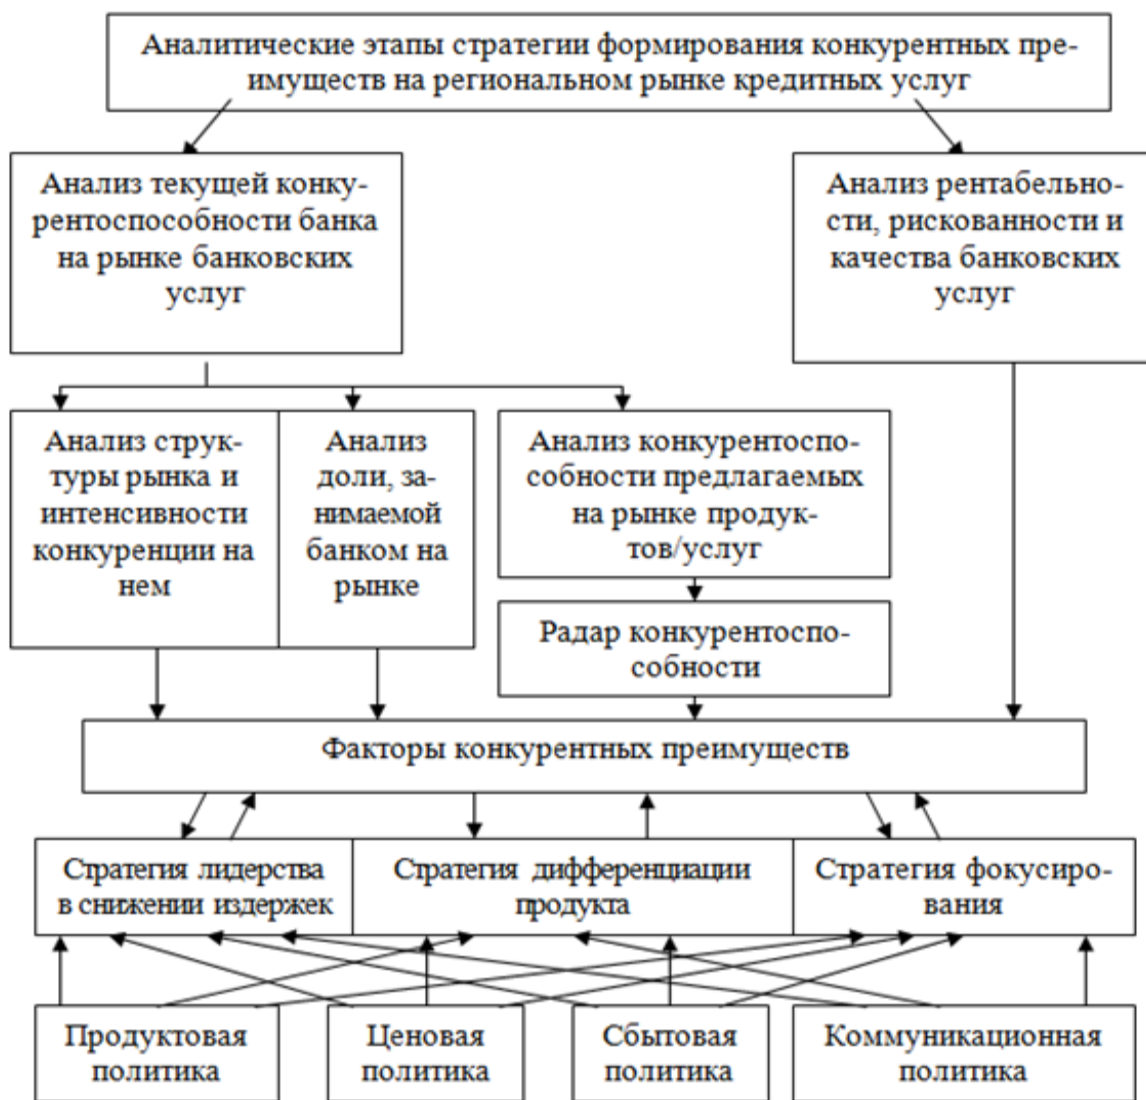 Аналитические этапы стратегии формирования конкурентных пре-
имуществ на региональном рынке кредитных услуг
Анализ текущей конку-
рентоспособности банка
на рынке банковских
услуг
Анализ рентабельно-
сти, рискованности и
качества банковских
услуг
Анализ струк-
туры рынка и
интенсивности
конкуренции на
нем
Анализ
доли, за-
нимаемой
банком на
рынке
Анализ конкурентоспо-
собности предлагаемых
на рынке продук-
тов/услуг
Радар конкурентоспо-
собности
Факторы конкурентных преимуществ
Стратегия лидерства
в снижении издержек
Стратегия дифференциации
продукта
Стратегия фокусиро-
вания
Продуктовая
политика
Ценовая
политика
Сбытовая
политика
Коммуникационная
политика